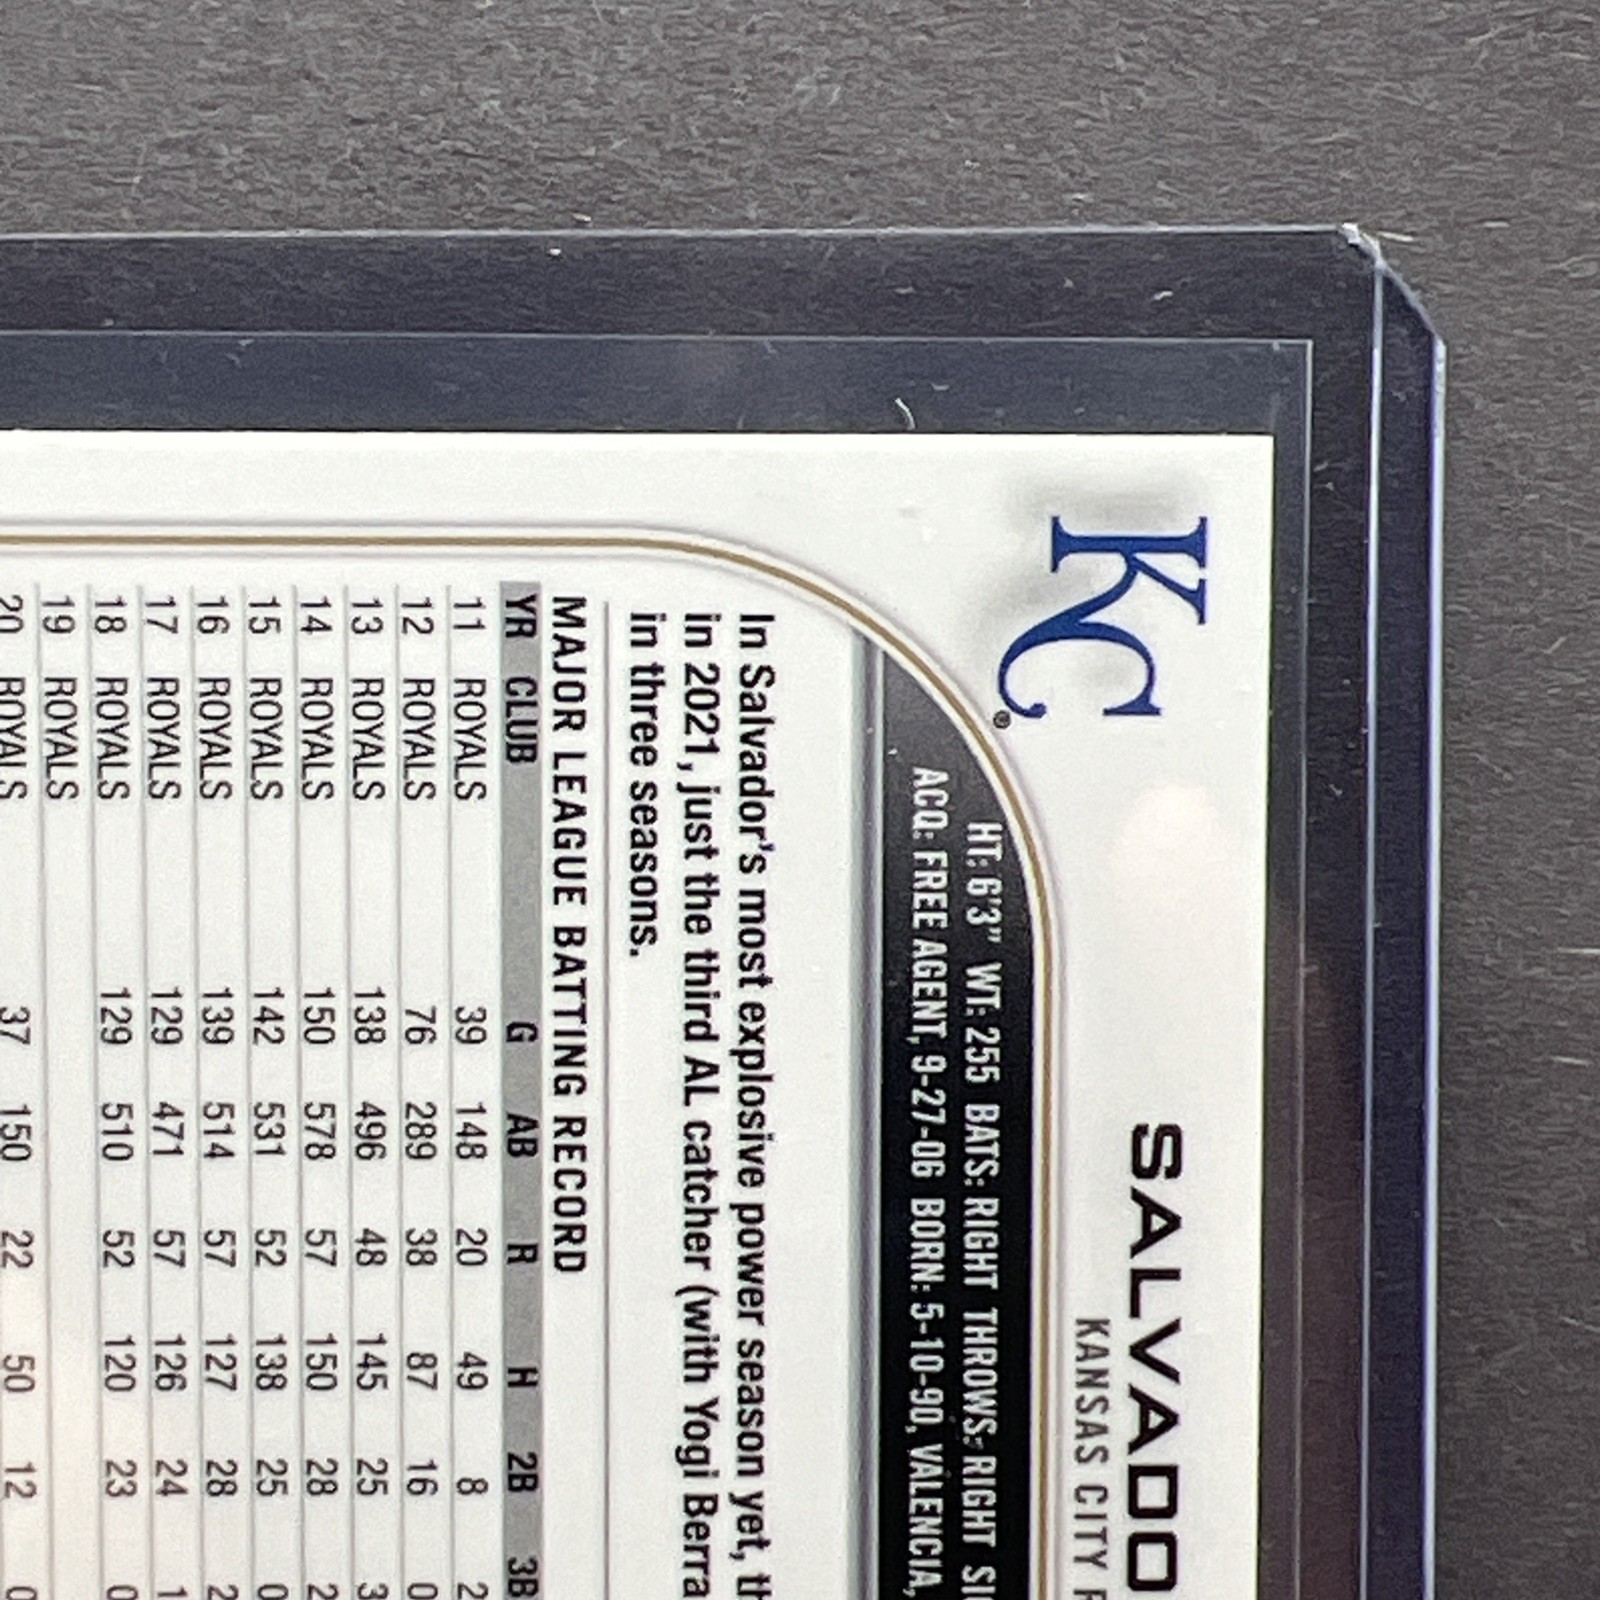 KC®
SALVADO
KANSAS CITY
HT: 6'3" WT: 255 BATS: RIGHT THROWS: RIGHT
ACQ: FREE AGENT, 9-27-06 BORN: 5-10-90, VALENCIA,
In Salvador's most explosive power season yet,
in 2021, just the third AL catcher (with Yogi Berra
in three seasons.
MAJOR LEAGUE BATTING RECORD
YR CLUB G AB R H 2B 3B
11 ROYALS 39 148 20 49 8 2
12 ROYALS 76 289 38 87 16 0
13 ROYALS 138 496 48 145 25 3
14 ROYALS 150 578 57 150 28 2
15 ROYALS 142 531 52 138 25 0
16 ROYALS 139 514 57 127 28 2
17 ROYALS 129 471 57 126 24 1
18 ROYALS 129 510 52 120 23 0
19 ROYALS
20 ROYALS 37 150 22 50 12 0